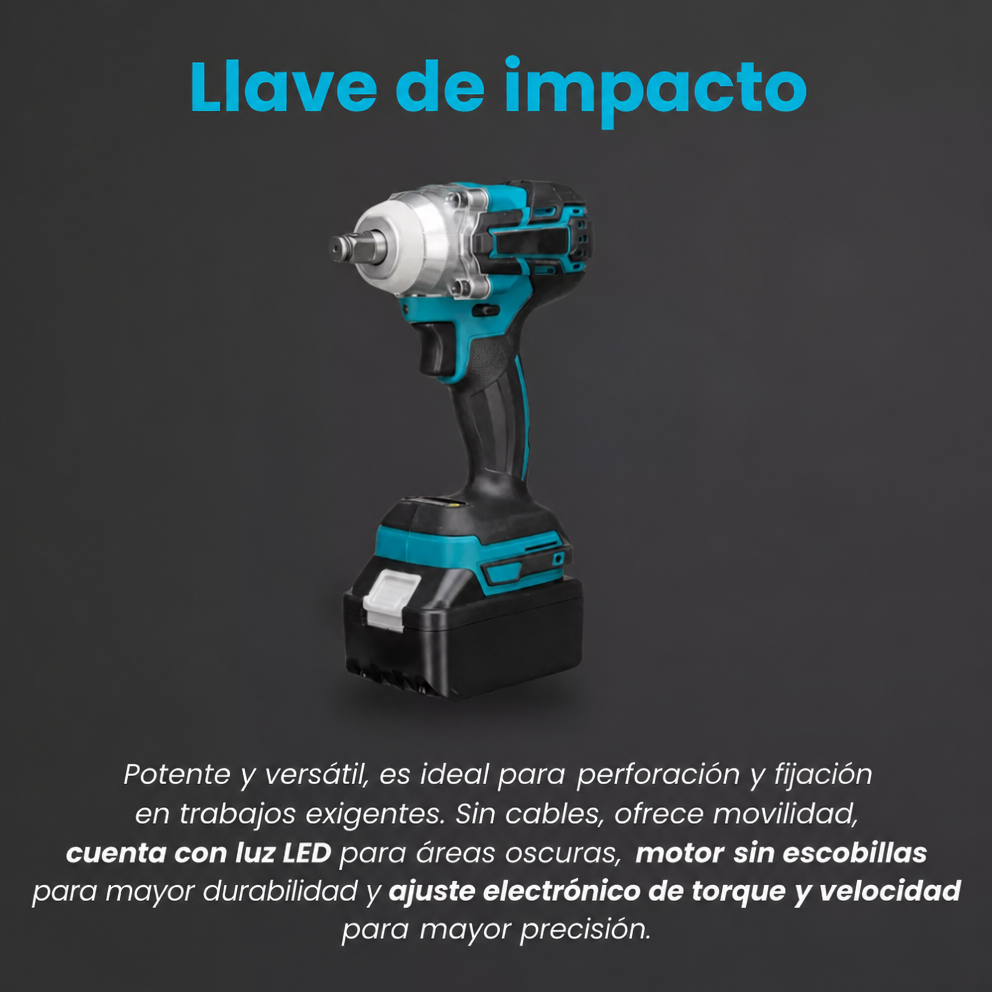 Llave de impacto
Potente y versátil, es ideal para perforación y fijación
en trabajos exigentes. Sin cables, ofrece movilidad,
cuenta con luz LED para áreas oscuras, motor sin escobillas
para mayor durabilidad y ajuste electrónico de torque y velocidad
para mayor precisión.